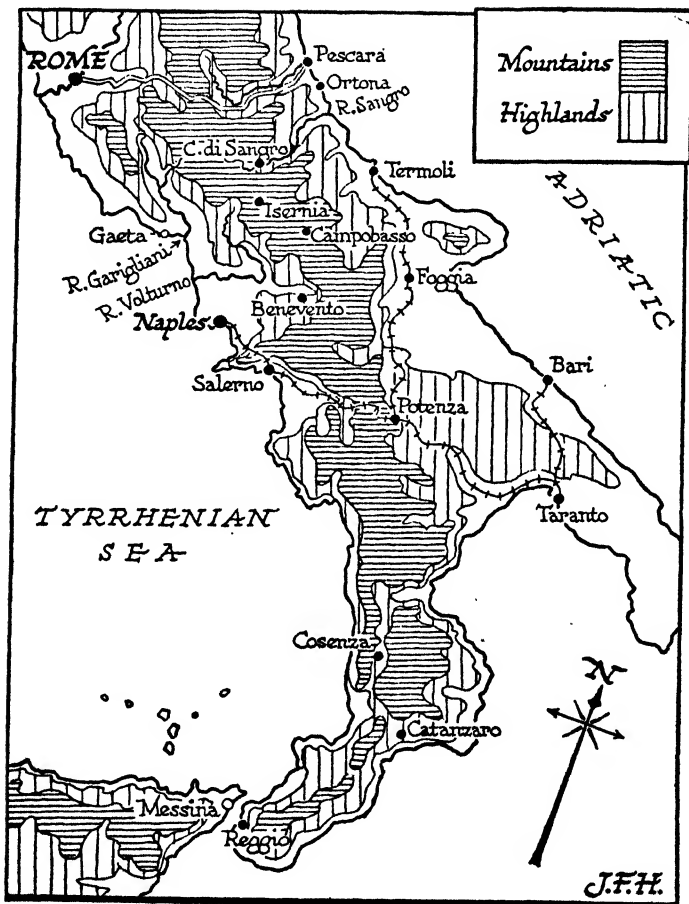 ROME
Pescara
Ortona
R. Sangro
Mountains
Highlands
C. di Sangro
Termoli
ADRIATIC
Isernia
Campobasso
Gaeta
R. Garigliani
R. Volturno
Foggia
Benevento
Naples
Salerno
Bari
Potenza
Taranto
TYRRHENIAN
SEA
Cosenza
N
Catanzaro
Messina
Reggio
J.F.H.